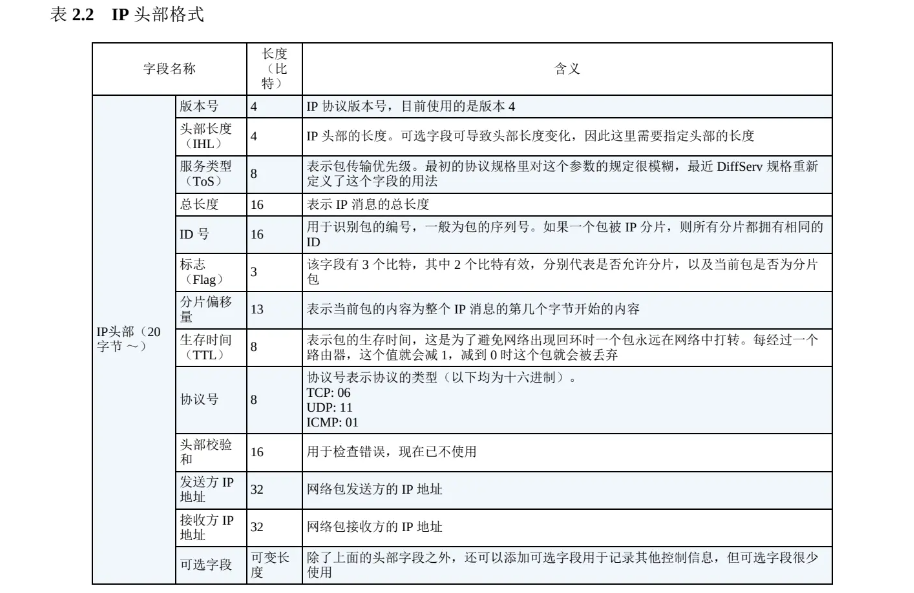 表 2.2 IP 头部格式
字段名称
长度
（比
特）
含义
IP头部（20
字节 ～）
版本号
4
IP 协议版本号，目前使用的是版本 4
头部长度
（IHL）
4
IP 头部的长度。可选字段可导致头部长度变化，因此这里需要指定头部的长度
服务类型
（ToS）
8
表示包传输优先级。最初的协议规格里对这个参数的规定很模糊，最近 DiffServ 规格重新
定义了这个字段的用法
总长度
16
表示 IP 消息的总长度
ID 号
16
用于识别包的编号，一般为包的序列号。如果一个包被 IP 分片，则所有分片都拥有相同的
ID
标志
（Flag）
3
该字段有 3 个比特，其中 2 个比特有效，分别代表是否允许分片，以及当前包是否为分片
包
分片偏移
量
13
表示当前包的内容为整个 IP 消息的第几个字节开始的内容
生存时间
（TTL）
8
表示包的生存时间，这是为了避免网络出现回环时一个包永远在网络中打转。每经过一个
路由器，这个值就会减 1，减到 0 时这个包就会被丢弃
协议号
8
协议号表示协议的类型（以下均为十六进制）。
TCP: 06
UDP: 11
ICMP: 01
头部校验
和
16
用于检查错误，现在已不使用
发送方 IP
地址
32
网络包发送方的 IP 地址
接收方 IP
地址
32
网络包接收方的 IP 地址
可选字段
可变长
度
除了上面的头部字段之外，还可以添加可选字段用于记录其他控制信息，但可选字段很少
使用